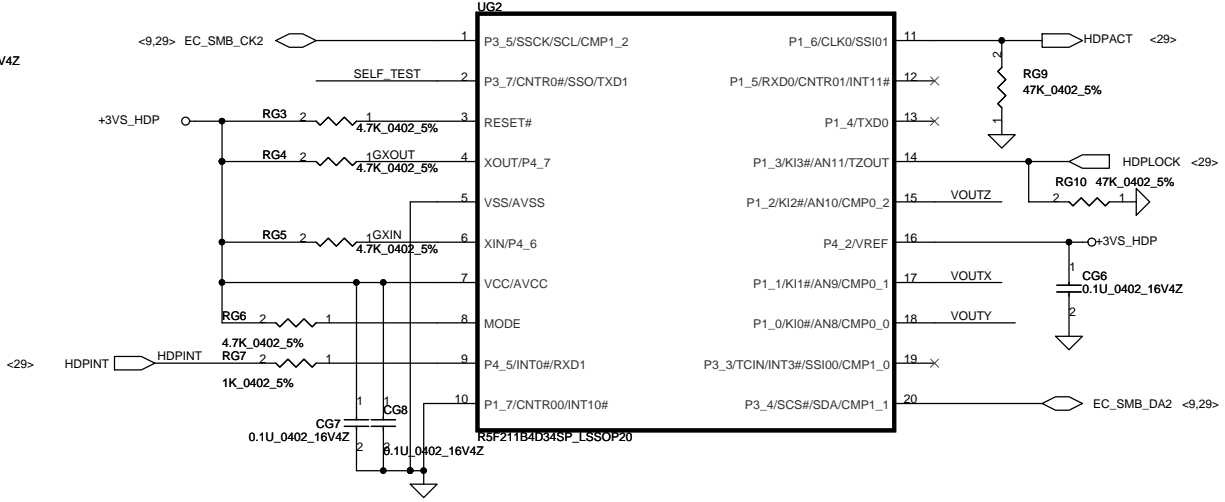 UG2
<9,29> EC_SMB_CK2 1 P3_5/SSCK/SCL/CMP1_2 P1_6/CLK0/SSI01 11 HDPACT <29>
V4Z
SELF_TEST 2 P3_7/CNTR0#/SSO/TXD1 P1_5/RXD0/CNTR01/INT11# 12
2 RG9
47K_0402_5%
1
+3VS_HDP RG3 2 1 3 RESET# P1_4/TXD0 13
4.7K_0402_5%
RG4 2 1 GXOUT 4 XOUT/P4_7 P1_3/KI3#/AN11/TZOUT 14 HDPLOCK <29>
4.7K_0402_5%
RG10 47K_0402_5%
2 1
5 VSS/AVSS P1_2/KI2#/AN10/CMP0_2 15 VOUTZ
RG5 2 1 GXIN 6 XIN/P4_6 P4_2/VREF 16 +3VS_HDP
4.7K_0402_5%
1 CG6
0.1U_0402_16V4Z
2
7 VCC/AVCC P1_1/KI1#/AN9/CMP0_1 17 VOUTX
RG6 2 1 8 MODE P1_0/KI0#/AN8/CMP0_0 18 VOUTY
4.7K_0402_5%
<29> HDPINT HDPINT RG7 2 1 9 P4_5/INT0#/RXD1 P3_3/TCIN/INT3#/SSI00/CMP1_0 19
1K_0402_5%
10 P1_7/CNTR00/INT10# P3_4/SCS#/SDA/CMP1_1 20 EC_SMB_DA2 <9,29>
1 1 CG8
CG7
0.1U_0402_16V4Z
2 2
0.1U_0402_16V4Z
R5F211B4D34SP_LSSOP20